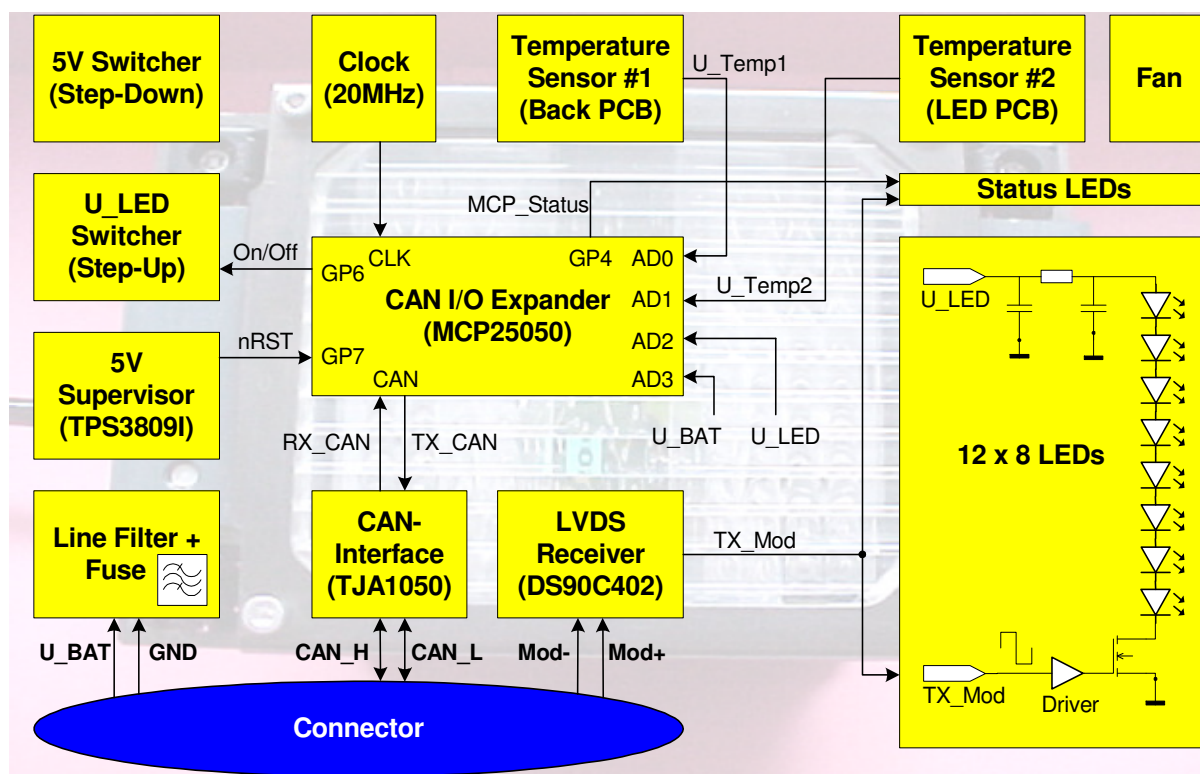 5V Switcher
(Step-Down)
Clock
(20MHz)
Temperature
Sensor #1
(Back PCB)
U_Temp1
Temperature
Sensor #2
(LED PCB)
Fan
U_LED
Switcher
(Step-Up)
On/Off
MCP_Status
Status LEDs
GP6
CLK
GP4
AD0
CAN I/O Expander
(MCP25050)
AD1
U_Temp2
AD2
AD3
GP7
CAN
nRST
5V
Supervisor
(TPS3809I)
RX_CAN
TX_CAN
U_BAT
U_LED
U_LED
12 x 8 LEDs
Line Filter +
Fuse
CAN-
Interface
(TJA1050)
LVDS
Receiver
(DS90C402)
TX_Mod
TX_Mod
Driver
U_BAT
GND
CAN_H
CAN_L
Mod-
Mod+
Connector